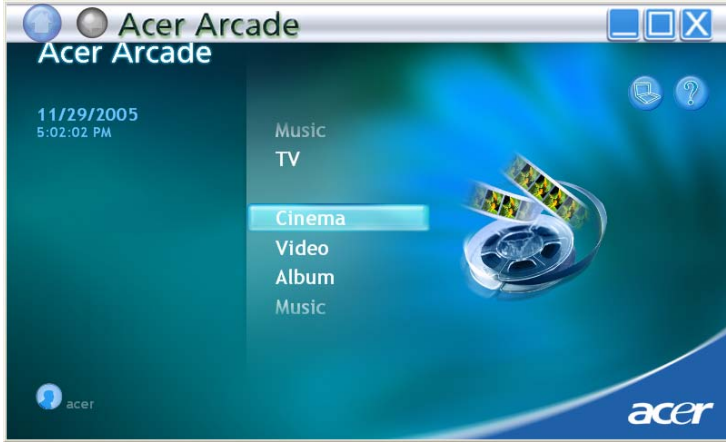 Acer Arcade
Acer Arcade
11/29/2005
5:02:02 PM
?
Music
TV
Cinema
Video
Album
Music
acer
acer